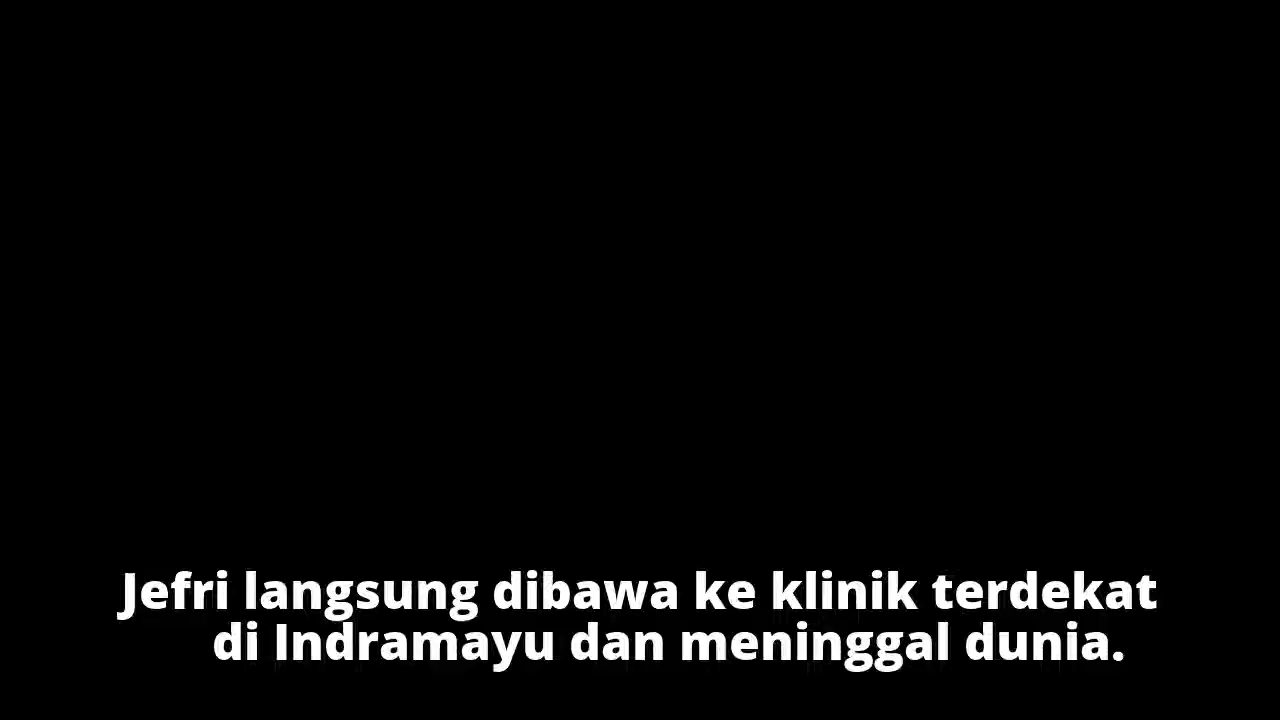 Jefri langsung dibawa ke klinik terdekat
di Indramayu dan meninggal dunia.